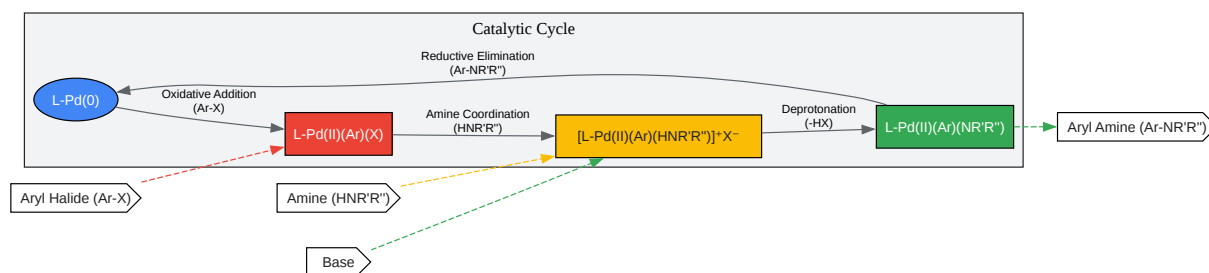 Catalytic Cycle
Reductive Elimination
(Ar-NR'R")
L-Pd(0)
Oxidative Addition
(Ar-X)
L-Pd(II)(Ar)(X)
Amine Coordination
(HNR'R")
[L-Pd(II)(Ar)(HNR'R")]⁺X⁻
Deprotonation
(-HX)
L-Pd(II)(Ar)(NR'R")
Aryl Amine (Ar-NR'R")
Aryl Halide (Ar-X)
Amine (HNR'R")
Base